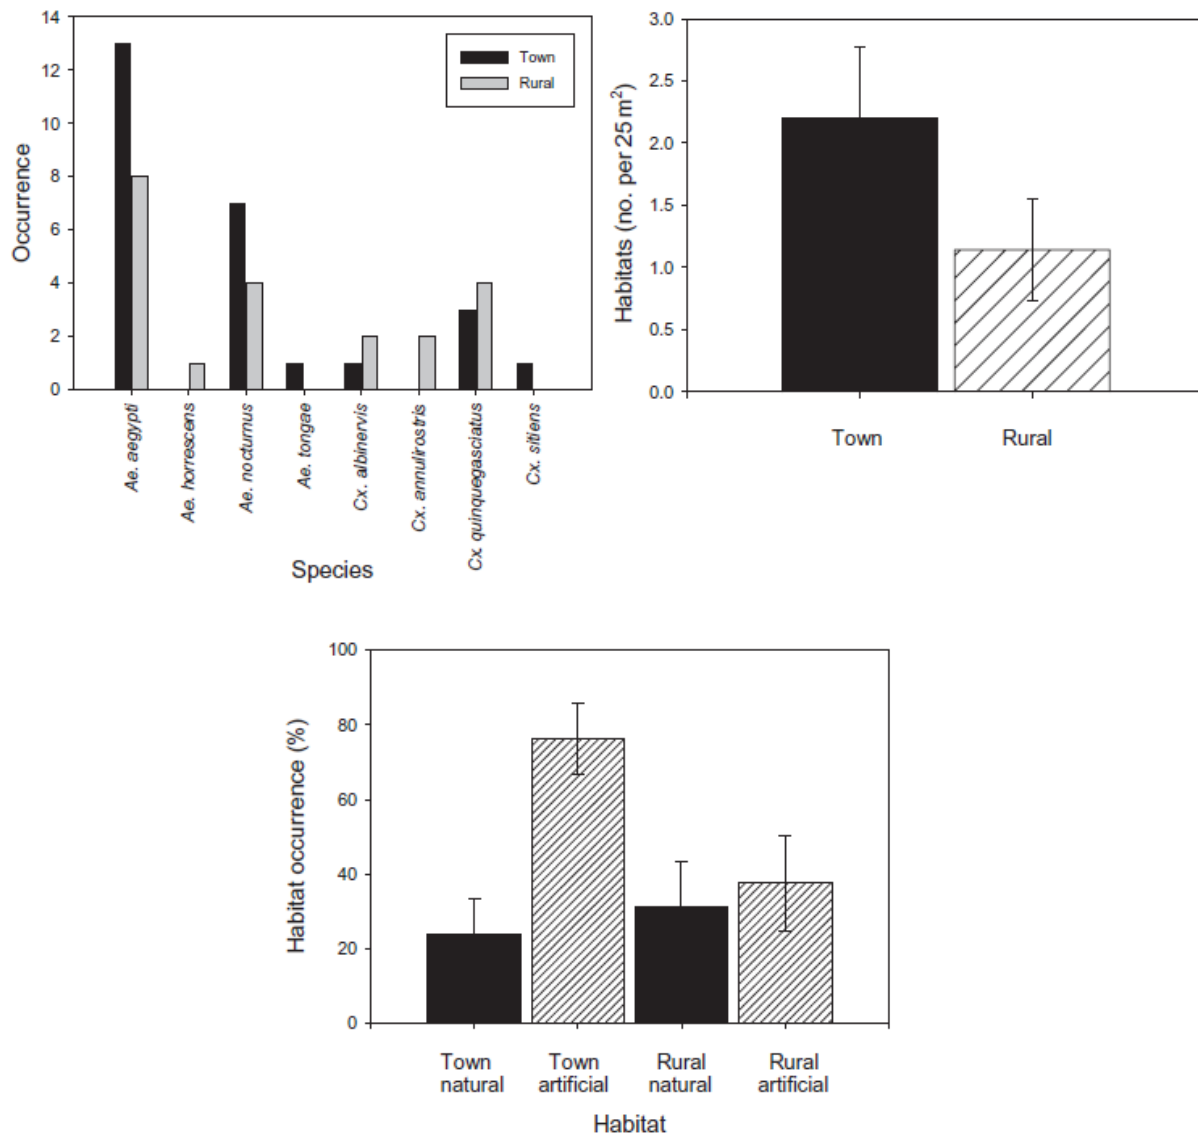 14
12
10
8
6
4
2
0
Occurrence
Town
Rural
Ae. aegypti
Ae. horrescens
Ae. nocturnus
Ae. tongae
Cx. albinervis
Cx. annulirostris
Cx. quinquegasciatus
Cx. sitiens
Species
3.0
2.5
2.0
1.5
1.0
0.5
0.0
Habitats (no. per 25 m²)
Town Rural
100
80
60
40
20
0
Habitat occurrence (%)
Town Town Rural Rural
natural artificial natural artificial
Habitat